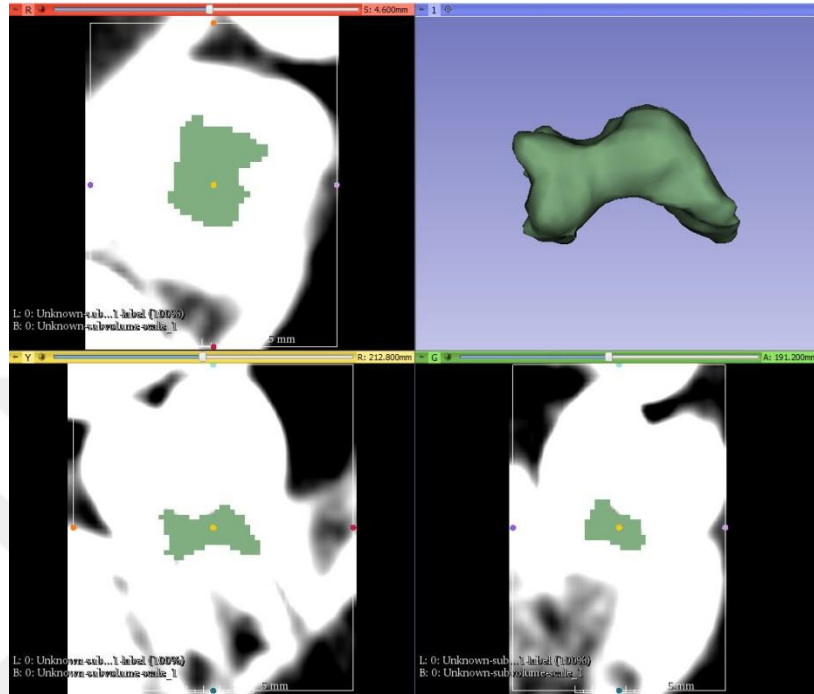 R S: 4.600mm
1
L: 0: Unknown-sub...1-label (100%)
B: 0: Unknown-subvolume-scale_1
5 mm
Y R: 212.800mm
G A: 191.200mm
L: 0: Unknown-sub...1-label (100%)
B: 0: Unknown-subvolume-scale_1
5 mm
L: 0: Unknown-sub...1-label (100%)
B: 0: Unknown-subvolume-scale_1
5 mm